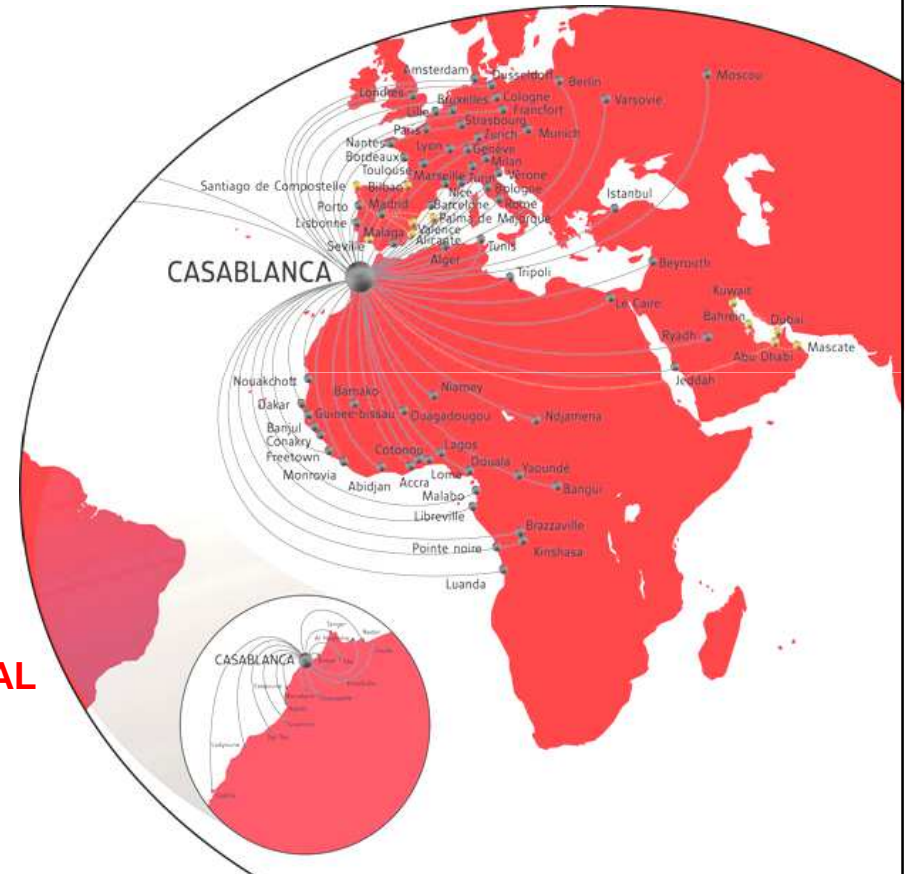 Moscou
Amsterdam
Dusseldorf
Berlin
Londres
Bruxelles
Cologne
Varsovie
Lille
Francfort
Strasbourg
Paris
Zurich
Munich
Nantes
Lyon
Genève
Bordeaux
Milan
Toulouse
Marseille
Turin
Vérone
Santiago de Compostelle
Bilbao
Nice
Bologne
Istanbul
Porto
Madrid
Barcelone
Rome
Palma de Majorque
Lisbonne
Malaga
Valence
Seville
Alicante
Tunis
Alger
CASABLANCA
Tripoli
Beyrouth
Le Caire
Kuwait
Bahrein
Dubai
Ryadh
Abu Dhabi
Mascate
Jeddah
Nouakchott
Bamako
Niamey
Dakar
Guinée-bissau
Ouagadougou
Ndjamena
Banjul
Conakry
Freetown
Cotonou
Lagos
Monrovia
Lome
Douala
Yaoundé
Abidjan
Accra
Malabo
Bangui
Libreville
Brazzaville
Pointe noire
Kinshasa
Luanda
AL
CASABLANCA
Tanger
Nador